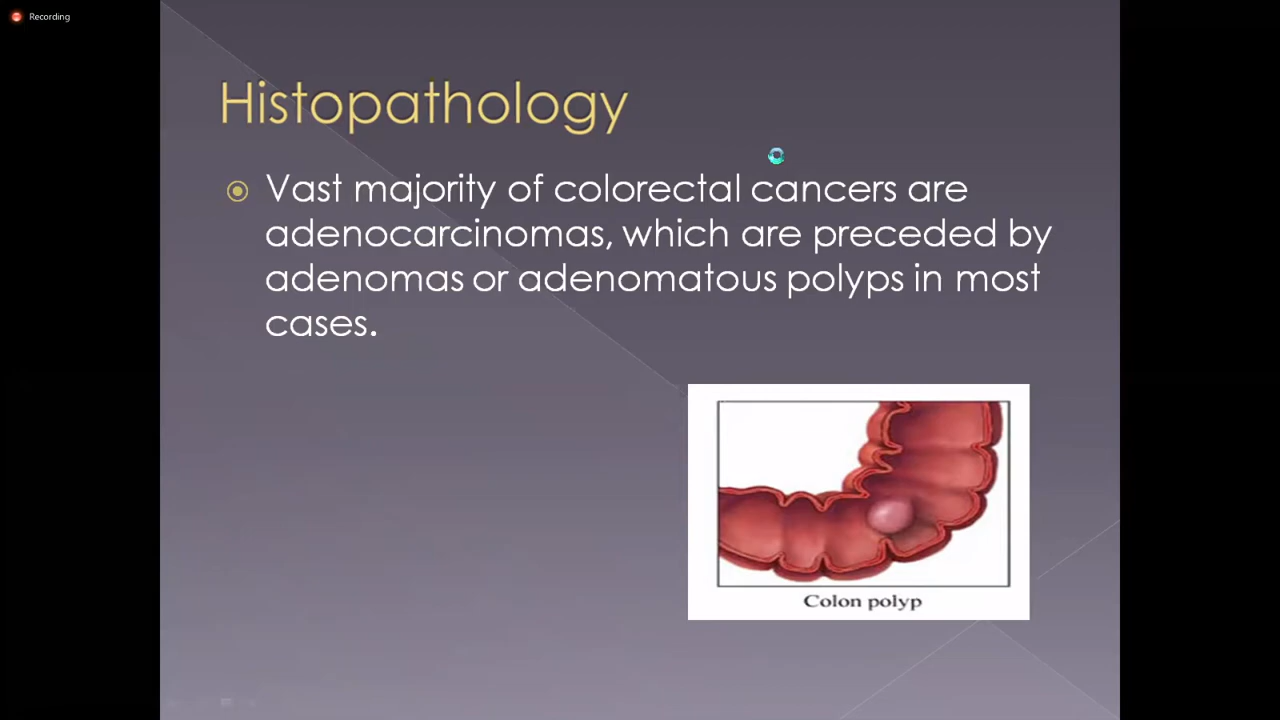 Recording
Histopathology
Vast majority of colorectal cancers are
adenocarcinomas, which are preceded by
adenomas or adenomatous polyps in most
cases.
Colon polyp